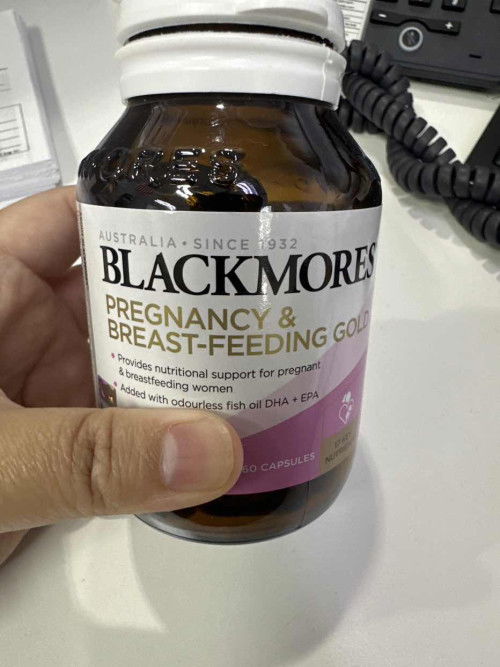 AUSTRALIA • SINCE 1932
BLACKMORES
PREGNANCY &
BREAST-FEEDING GOLD
• Provides nutritional support for pregnant
& breastfeeding women
• Added with odourless fish oil DHA + EPA
60 CAPSULES